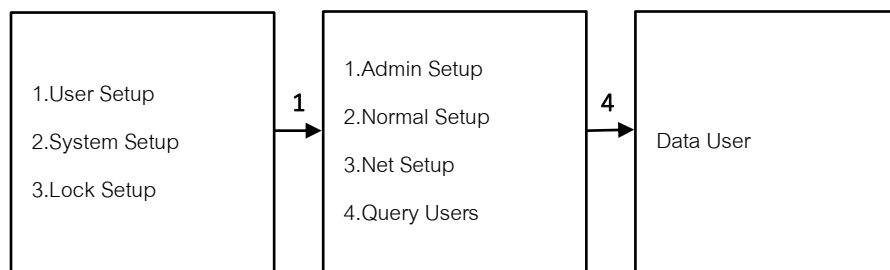 1.User Setup
2.System Setup
3.Lock Setup
1
1.Admin Setup
2.Normal Setup
3.Net Setup
4.Query Users
4
Data User